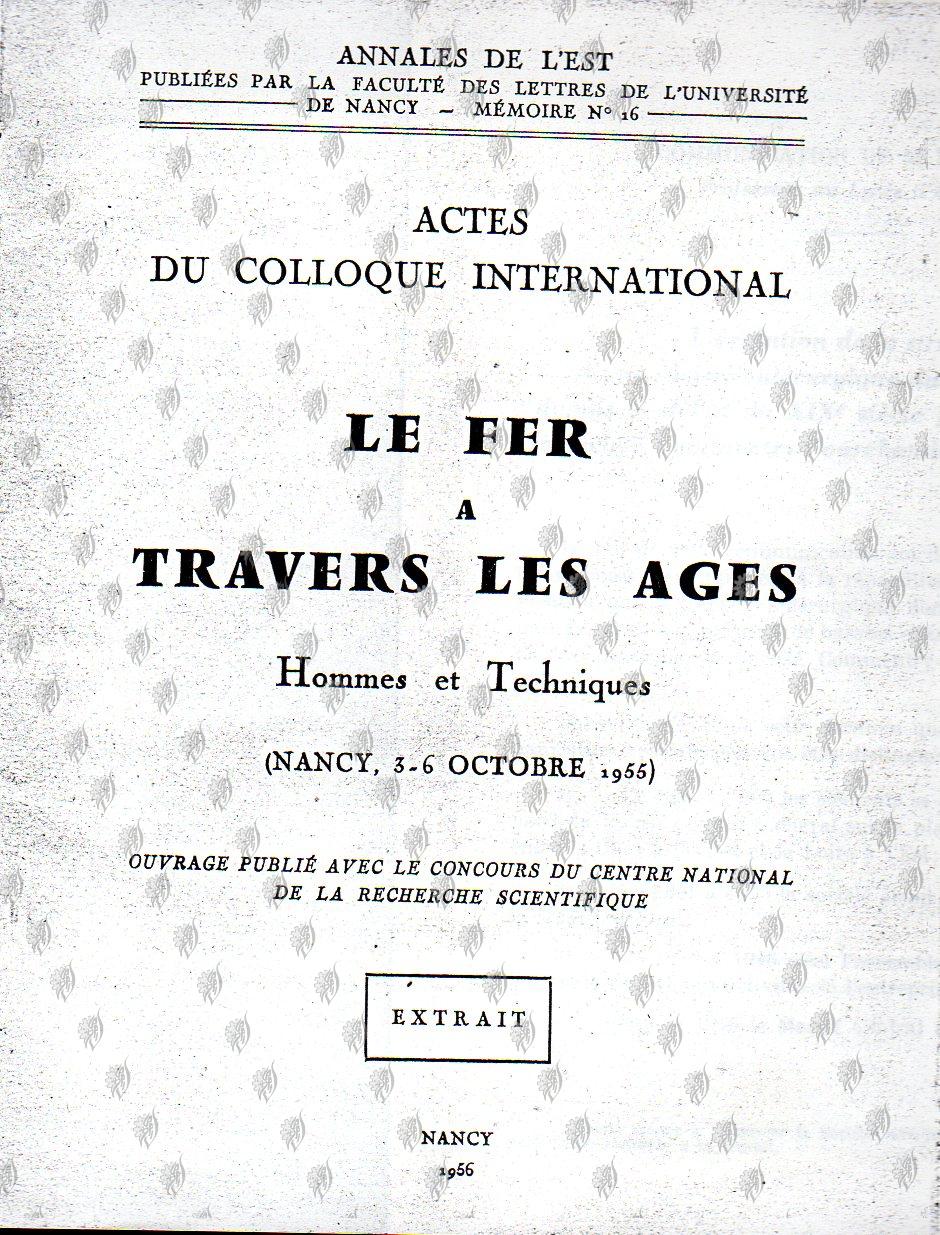 ANNALES DE L'EST
PUBLIÉES PAR LA FACULTÉ DES LETTRES DE L'UNIVERSITÉ
DE NANCY – MÉMOIRE N° 16
ACTES
DU COLLOQUE INTERNATIONAL
LE FER
A
TRAVERS LES AGES
Hommes et Techniques
(NANCY, 3-6 OCTOBRE 1955)
OUVRAGE PUBLIÉ AVEC LE CONCOURS DU CENTRE NATIONAL
DE LA RECHERCHE SCIENTIFIQUE
EXTRAIT
NANCY
1956